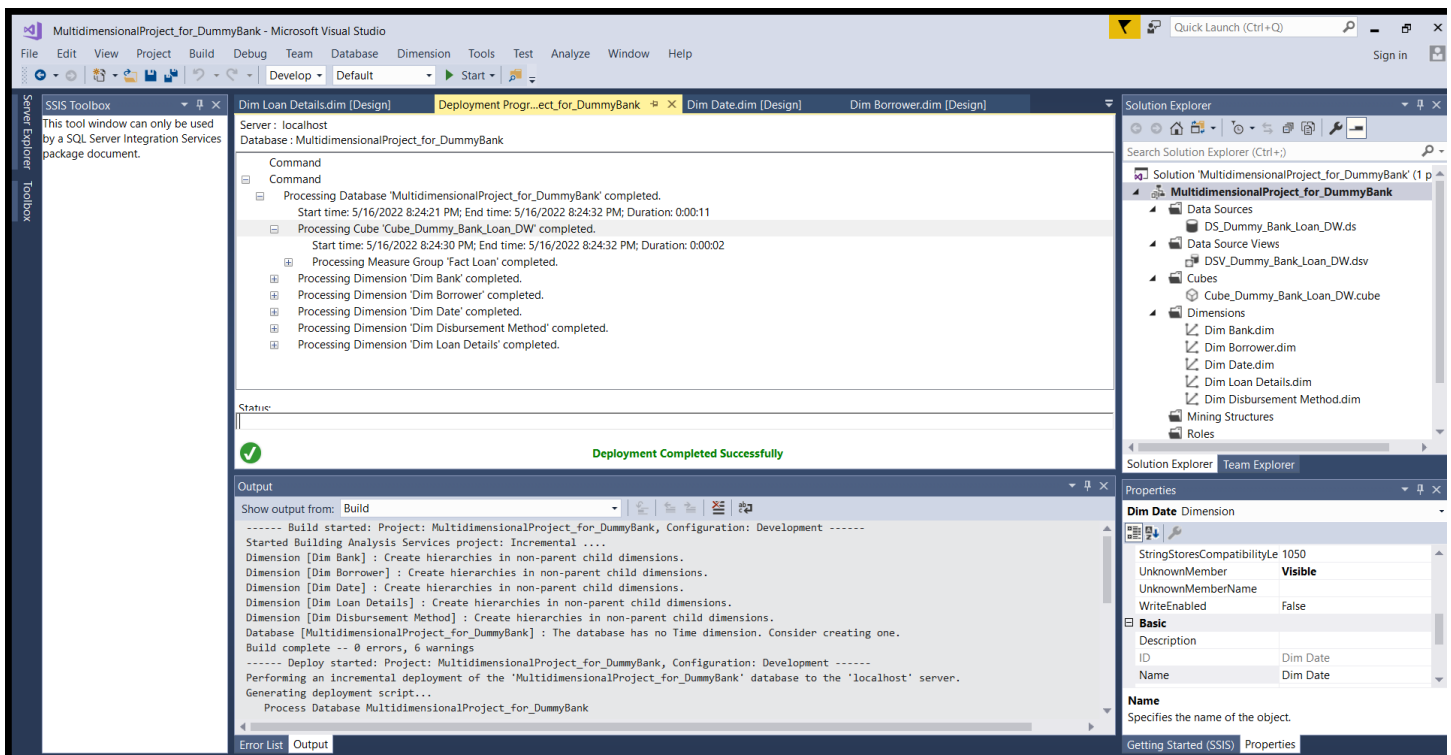 MultidimensionalProject_for_DummyBank - Microsoft Visual Studio
Quick Launch (Ctrl+Q)
File Edit View Project Build Debug Team Database Dimension Tools Test Analyze Window Help
Sign in
Develop Default Start
Server Explorer
Toolbox
SSIS Toolbox
This tool window can only be used
by a SQL Server Integration Services
package document.
Dim Loan Details.dim [Design] Deployment Progr...ect_for_DummyBank Dim Date.dim [Design] Dim Borrower.dim [Design]
Server : localhost
Database : MultidimensionalProject_for_DummyBank
Command
Command
Processing Database 'MultidimensionalProject_for_DummyBank' completed.
Start time: 5/16/2022 8:24:21 PM; End time: 5/16/2022 8:24:32 PM; Duration: 0:00:11
Processing Cube 'Cube_Dummy_Bank_Loan_DW' completed.
Start time: 5/16/2022 8:24:30 PM; End time: 5/16/2022 8:24:32 PM; Duration: 0:00:02
Processing Measure Group 'Fact Loan' completed.
Processing Dimension 'Dim Bank' completed.
Processing Dimension 'Dim Borrower' completed.
Processing Dimension 'Dim Date' completed.
Processing Dimension 'Dim Disbursement Method' completed.
Processing Dimension 'Dim Loan Details' completed.
Status:
Deployment Completed Successfully
Output
Show output from: Build
------ Build started: Project: MultidimensionalProject_for_DummyBank, Configuration: Development ------
Started Building Analysis Services project: Incremental ....
Dimension [Dim Bank] : Create hierarchies in non-parent child dimensions.
Dimension [Dim Borrower] : Create hierarchies in non-parent child dimensions.
Dimension [Dim Date] : Create hierarchies in non-parent child dimensions.
Dimension [Dim Loan Details] : Create hierarchies in non-parent child dimensions.
Dimension [Dim Disbursement Method] : Create hierarchies in non-parent child dimensions.
Database [MultidimensionalProject_for_DummyBank] : The database has no Time dimension. Consider creating one.
Build complete -- 0 errors, 6 warnings
------ Deploy started: Project: MultidimensionalProject_for_DummyBank, Configuration: Development ------
Performing an incremental deployment of the 'MultidimensionalProject_for_DummyBank' database to the 'localhost' server.
Generating deployment script...
Process Database MultidimensionalProject_for_DummyBank
Error List Output
Solution Explorer
Search Solution Explorer (Ctrl+;)
Solution 'MultidimensionalProject_for_DummyBank' (1 p
MultidimensionalProject_for_DummyBank
Data Sources
DS_Dummy_Bank_Loan_DW.ds
Data Source Views
DSV_Dummy_Bank_Loan_DW.dsv
Cubes
Cube_Dummy_Bank_Loan_DW.cube
Dimensions
Dim Bank.dim
Dim Borrower.dim
Dim Date.dim
Dim Loan Details.dim
Dim Disbursement Method.dim
Mining Structures
Roles
Solution Explorer Team Explorer
Properties
Dim Date Dimension
StringStoresCompatibilityLe 1050
UnknownMember Visible
UnknownMemberName
WriteEnabled False
Basic
Description
ID Dim Date
Name Dim Date
Name
Specifies the name of the object.
Getting Started (SSIS) Properties